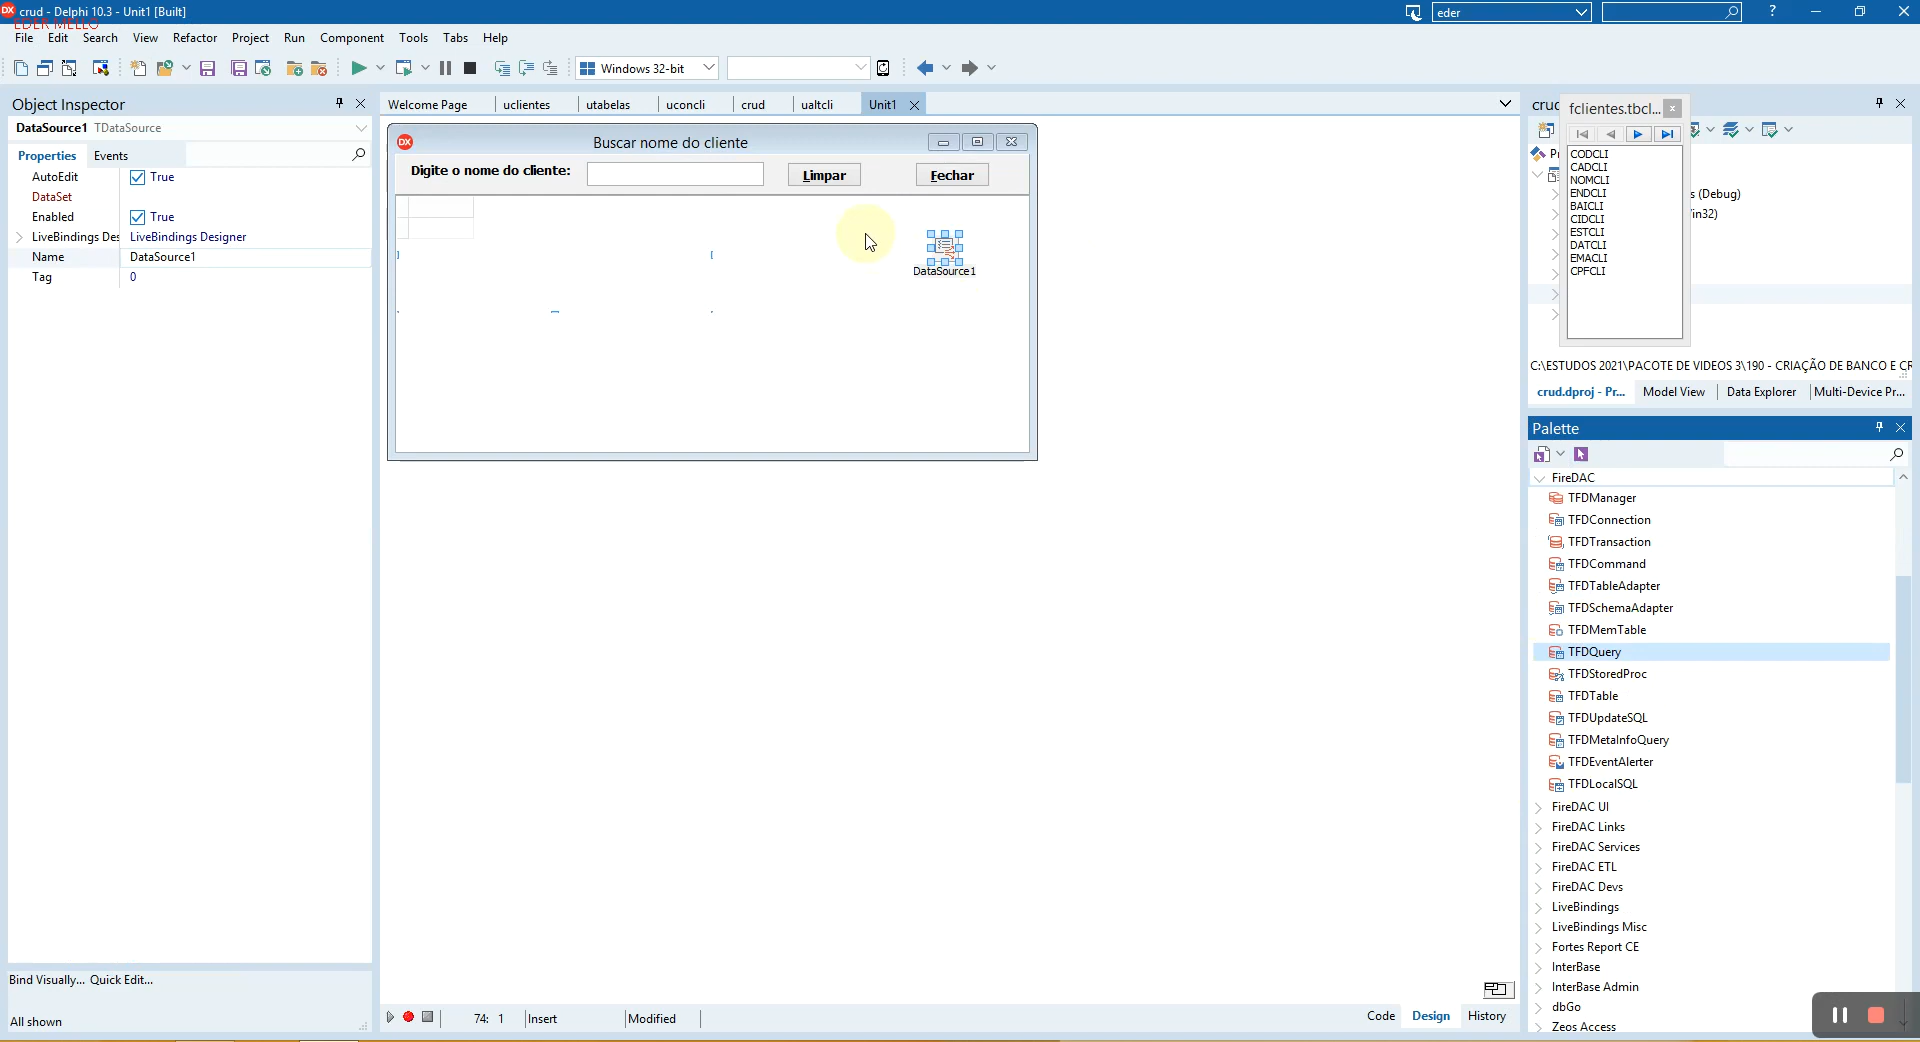 crud - Delphi 10.3 - Unit1 [Built]
eder
EDER MELLO
File Edit Search View Refactor Project Run Component Tools Tabs Help
Windows 32-bit
Object Inspector
DataSource1 TDataSource
Properties Events
AutoEdit True
DataSet
Enabled True
LiveBindings Des LiveBindings Designer
Name DataSource1
Tag 0
Bind Visually... Quick Edit...
All shown
Welcome Page uclientes utabelas uconcli crud ualtcli Unit1
Buscar nome do cliente
Digite o nome do cliente: Limpar Fechar
DataSource1
74: 1 Insert Modified
Code Design History
fclientes.tbcl...
CODCLI
CADCLI
NOMCLI
ENDCLI
BAICLI
CIDCLI
ESTCLI
DATCLI
EMACLI
CPFCLI
s (Debug)
in32)
C:\ESTUDOS 2021\PACOTE DE VIDEOS 3\190 - CRIAÇÃO DE BANCO E CR
crud.dproj - Pr... Model View Data Explorer Multi-Device Pr...
Palette
FireDAC
TFDManager
TFDConnection
TFDTransaction
TFDCommand
TFDTableAdapter
TFDSchemaAdapter
TFDMemTable
TFDQuery
TFDStoredProc
TFDTable
TFDUpdateSQL
TFDMetaInfoQuery
TFDEventAlerter
TFDLocalSQL
FireDAC UI
FireDAC Links
FireDAC Services
FireDAC ETL
FireDAC Devs
LiveBindings
LiveBindings Misc
Fortes Report CE
InterBase
InterBase Admin
dbGo
Zeos Access